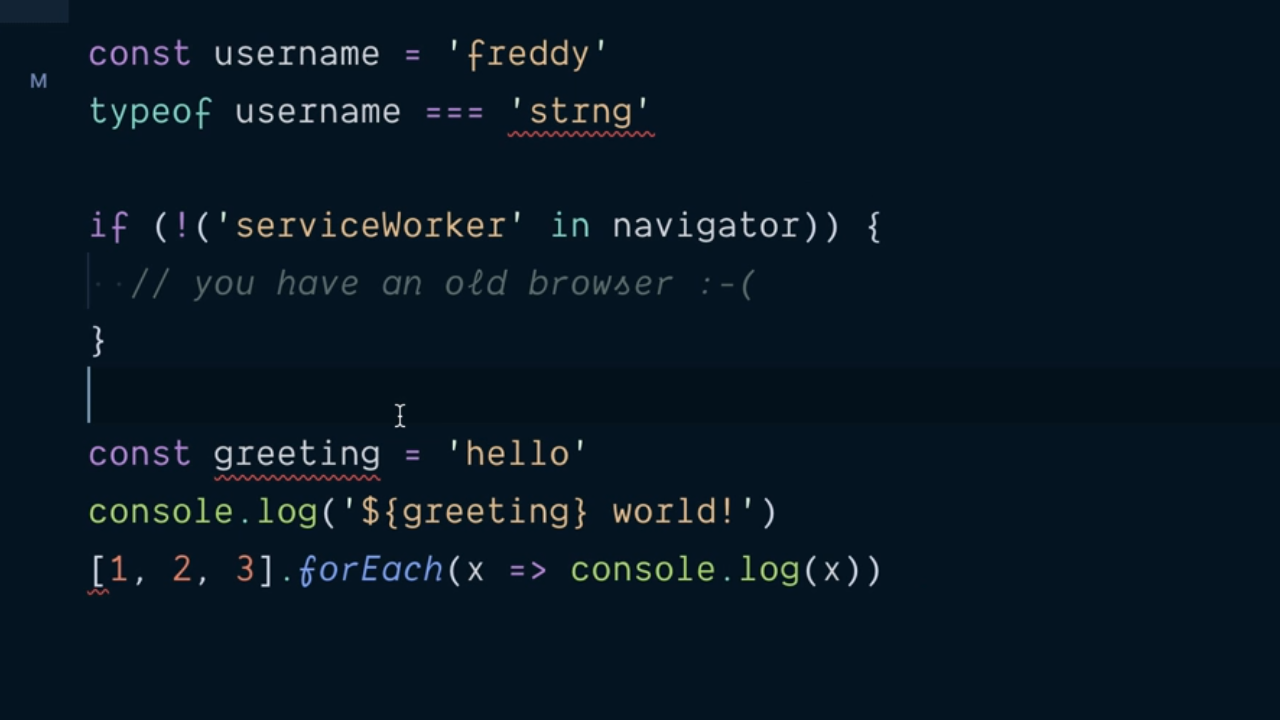 const username = 'freddy'
M
typeof username === 'strng'
if (!('serviceWorker' in navigator)) {
// you have an old browser :-(
}
const greeting = 'hello'
console.log('${greeting} world!')
[1, 2, 3].forEach(x => console.log(x))